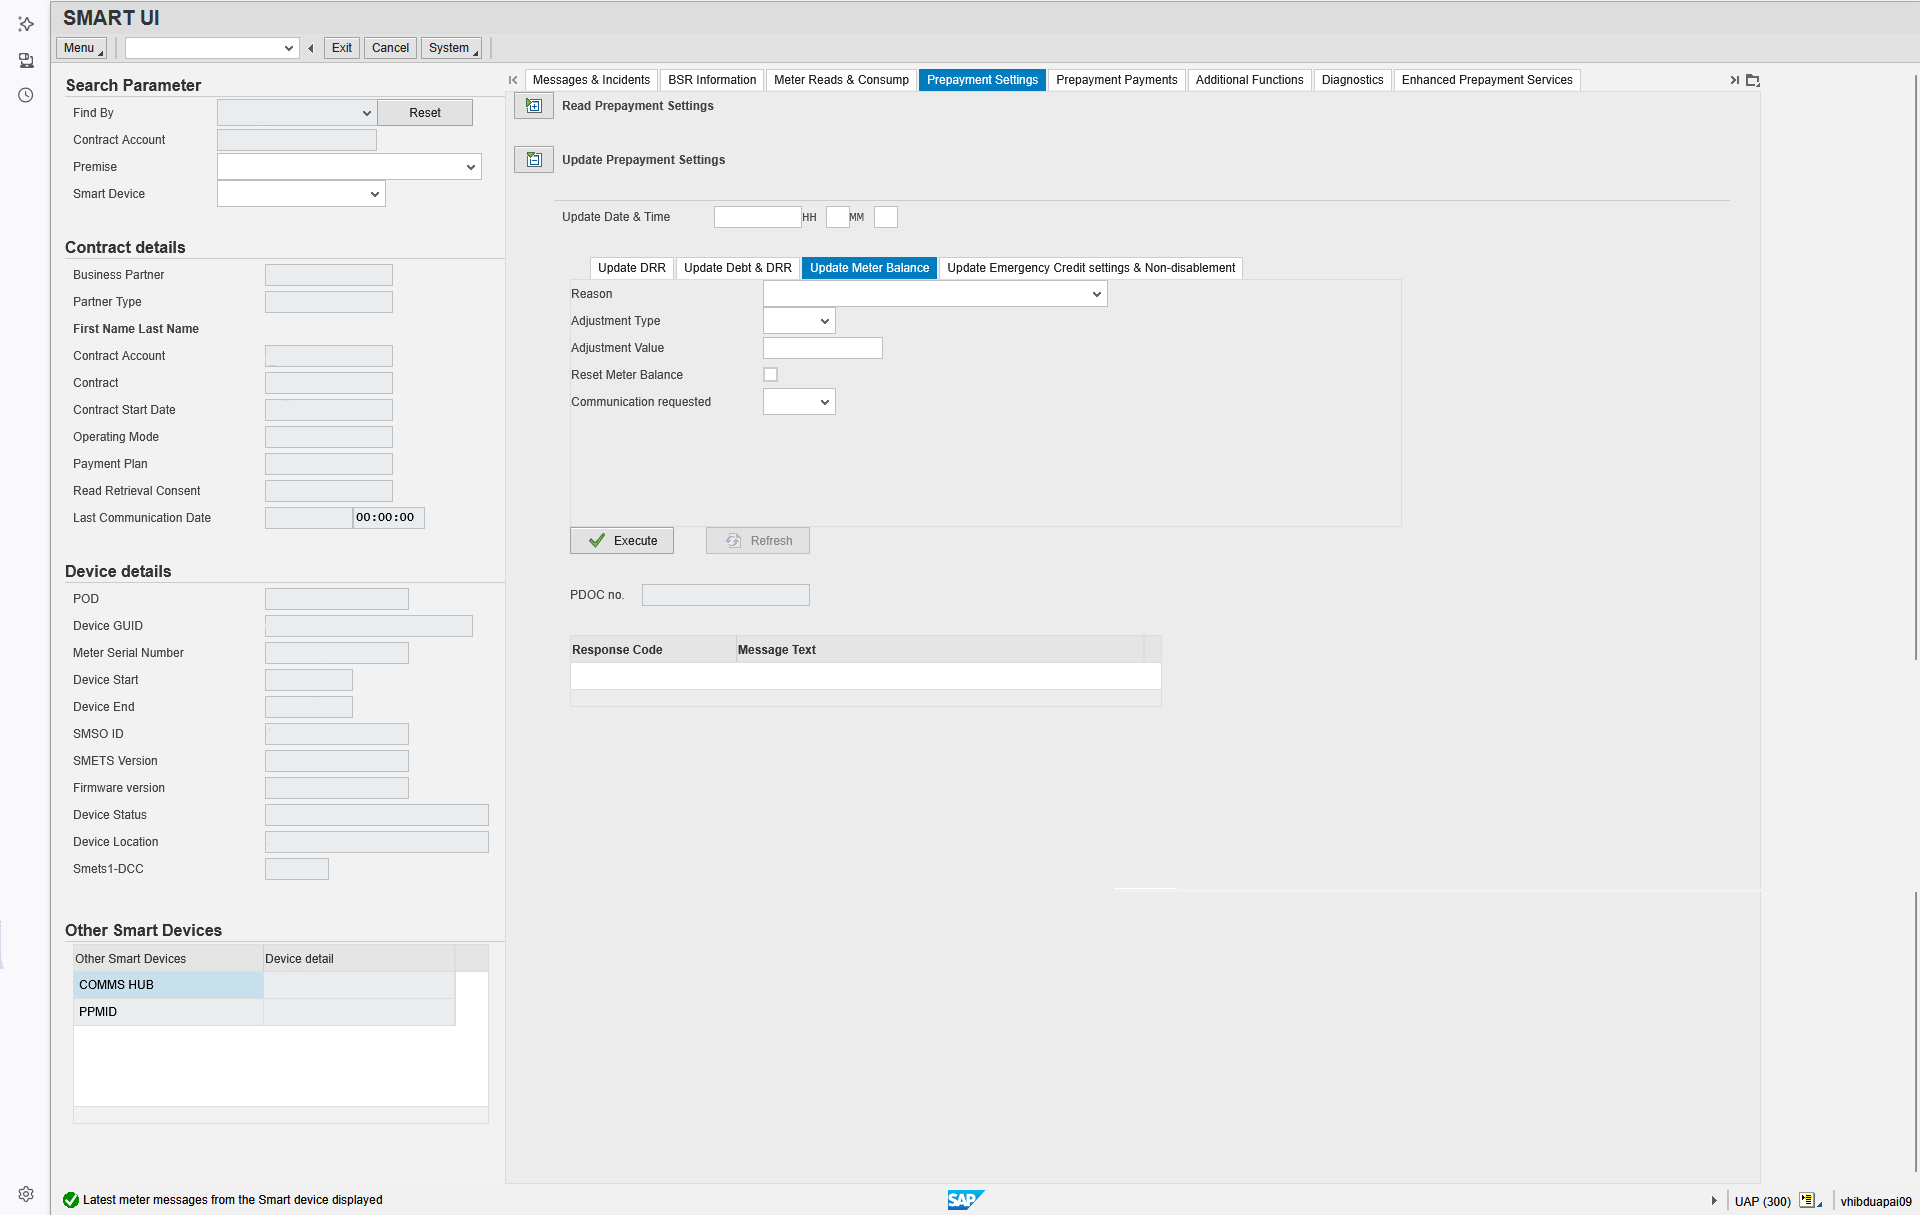 SMART UI
Menu
Exit
Cancel
System
Search Parameter
Find By
Reset
Contract Account
Premise
Smart Device
Contract details
Business Partner
Partner Type
First Name Last Name
Contract Account
Contract
Contract Start Date
Operating Mode
Payment Plan
Read Retrieval Consent
Last Communication Date 00:00:00
Device details
POD
Device GUID
Meter Serial Number
Device Start
Device End
SMSO ID
SMETS Version
Firmware version
Device Status
Device Location
Smets1-DCC
Other Smart Devices
Other Smart Devices Device detail
COMMS HUB
PPMID
Messages & Incidents BSR Information Meter Reads & Consump Prepayment Settings Prepayment Payments Additional Functions Diagnostics Enhanced Prepayment Services
Read Prepayment Settings
Update Prepayment Settings
Update Date & Time HH MM
Update DRR Update Debt & DRR Update Meter Balance Update Emergency Credit settings & Non-disablement
Reason
Adjustment Type
Adjustment Value
Reset Meter Balance
Communication requested
Execute Refresh
PDOC no.
Response Code Message Text
Latest meter messages from the Smart device displayed
SAP
UAP (300)
vhibduapai09